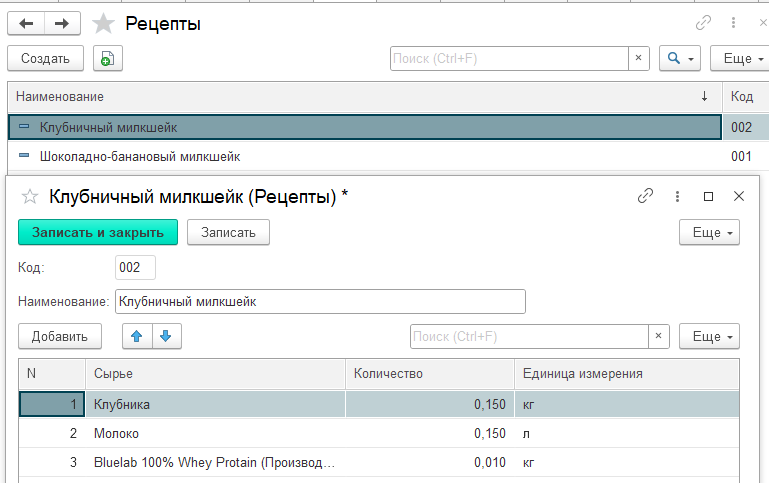 Рецепты
Создать Поиск (Ctrl+F) × Еще
Наименование ↓ Код
Клубничный милкшейк 002
Шоколадно-банановый милкшейк 001
Клубничный милкшейк (Рецепты) *
Записать и закрыть Записать Еще
Код: 002
Наименование: Клубничный милкшейк
Добавить Поиск (Ctrl+F) × Еще
N Сырье Количество Единица измерения
1 Клубника 0,150 кг
2 Молоко 0,150 л
3 Bluelab 100% Whey Protain (Производ... 0,010 кг